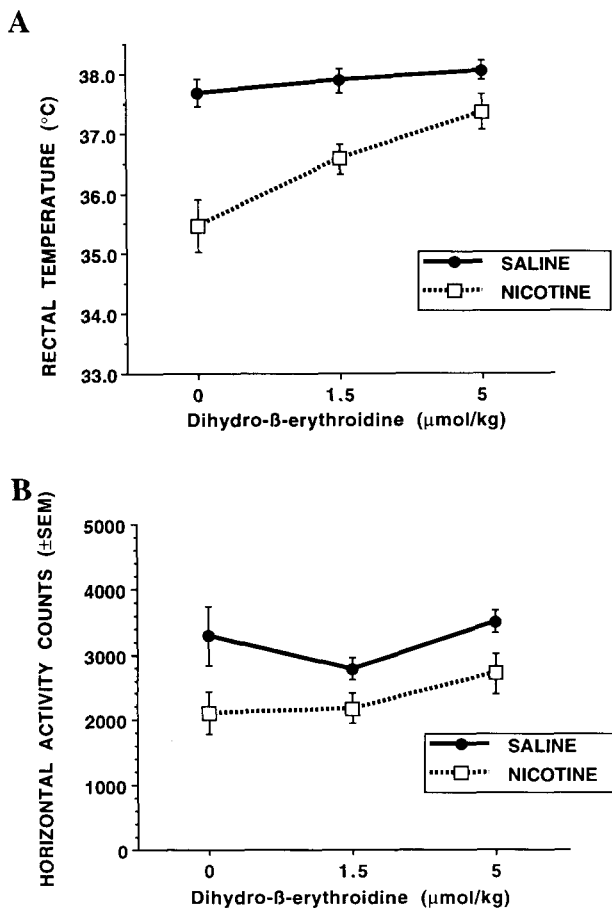 A
RECTAL TEMPERATURE (°C)
38.0
37.0
36.0
35.0
34.0
33.0
SALINE
NICOTINE
0 1.5 5
Dihydro-ß-erythroidine (μmol/kg)
B
HORIZONTAL ACTIVITY COUNTS (±SEM)
5000
4000
3000
2000
1000
0
SALINE
NICOTINE
0 1.5 5
Dihydro-ß-erythroidine (μmol/kg)